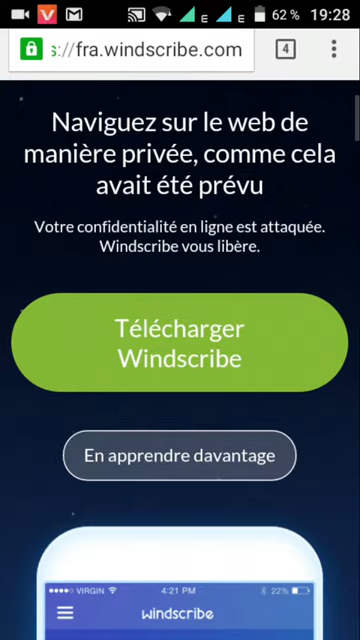 E E 62 % 19:28
s://fra.windscribe.com 4
Naviguez sur le web de
manière privée, comme cela
avait été prévu
Votre confidentialité en ligne est attaquée.
Windscribe vous libère.
Télécharger
Windscribe
En apprendre davantage
VIRGIN 4:21 PM 22%
windscribe